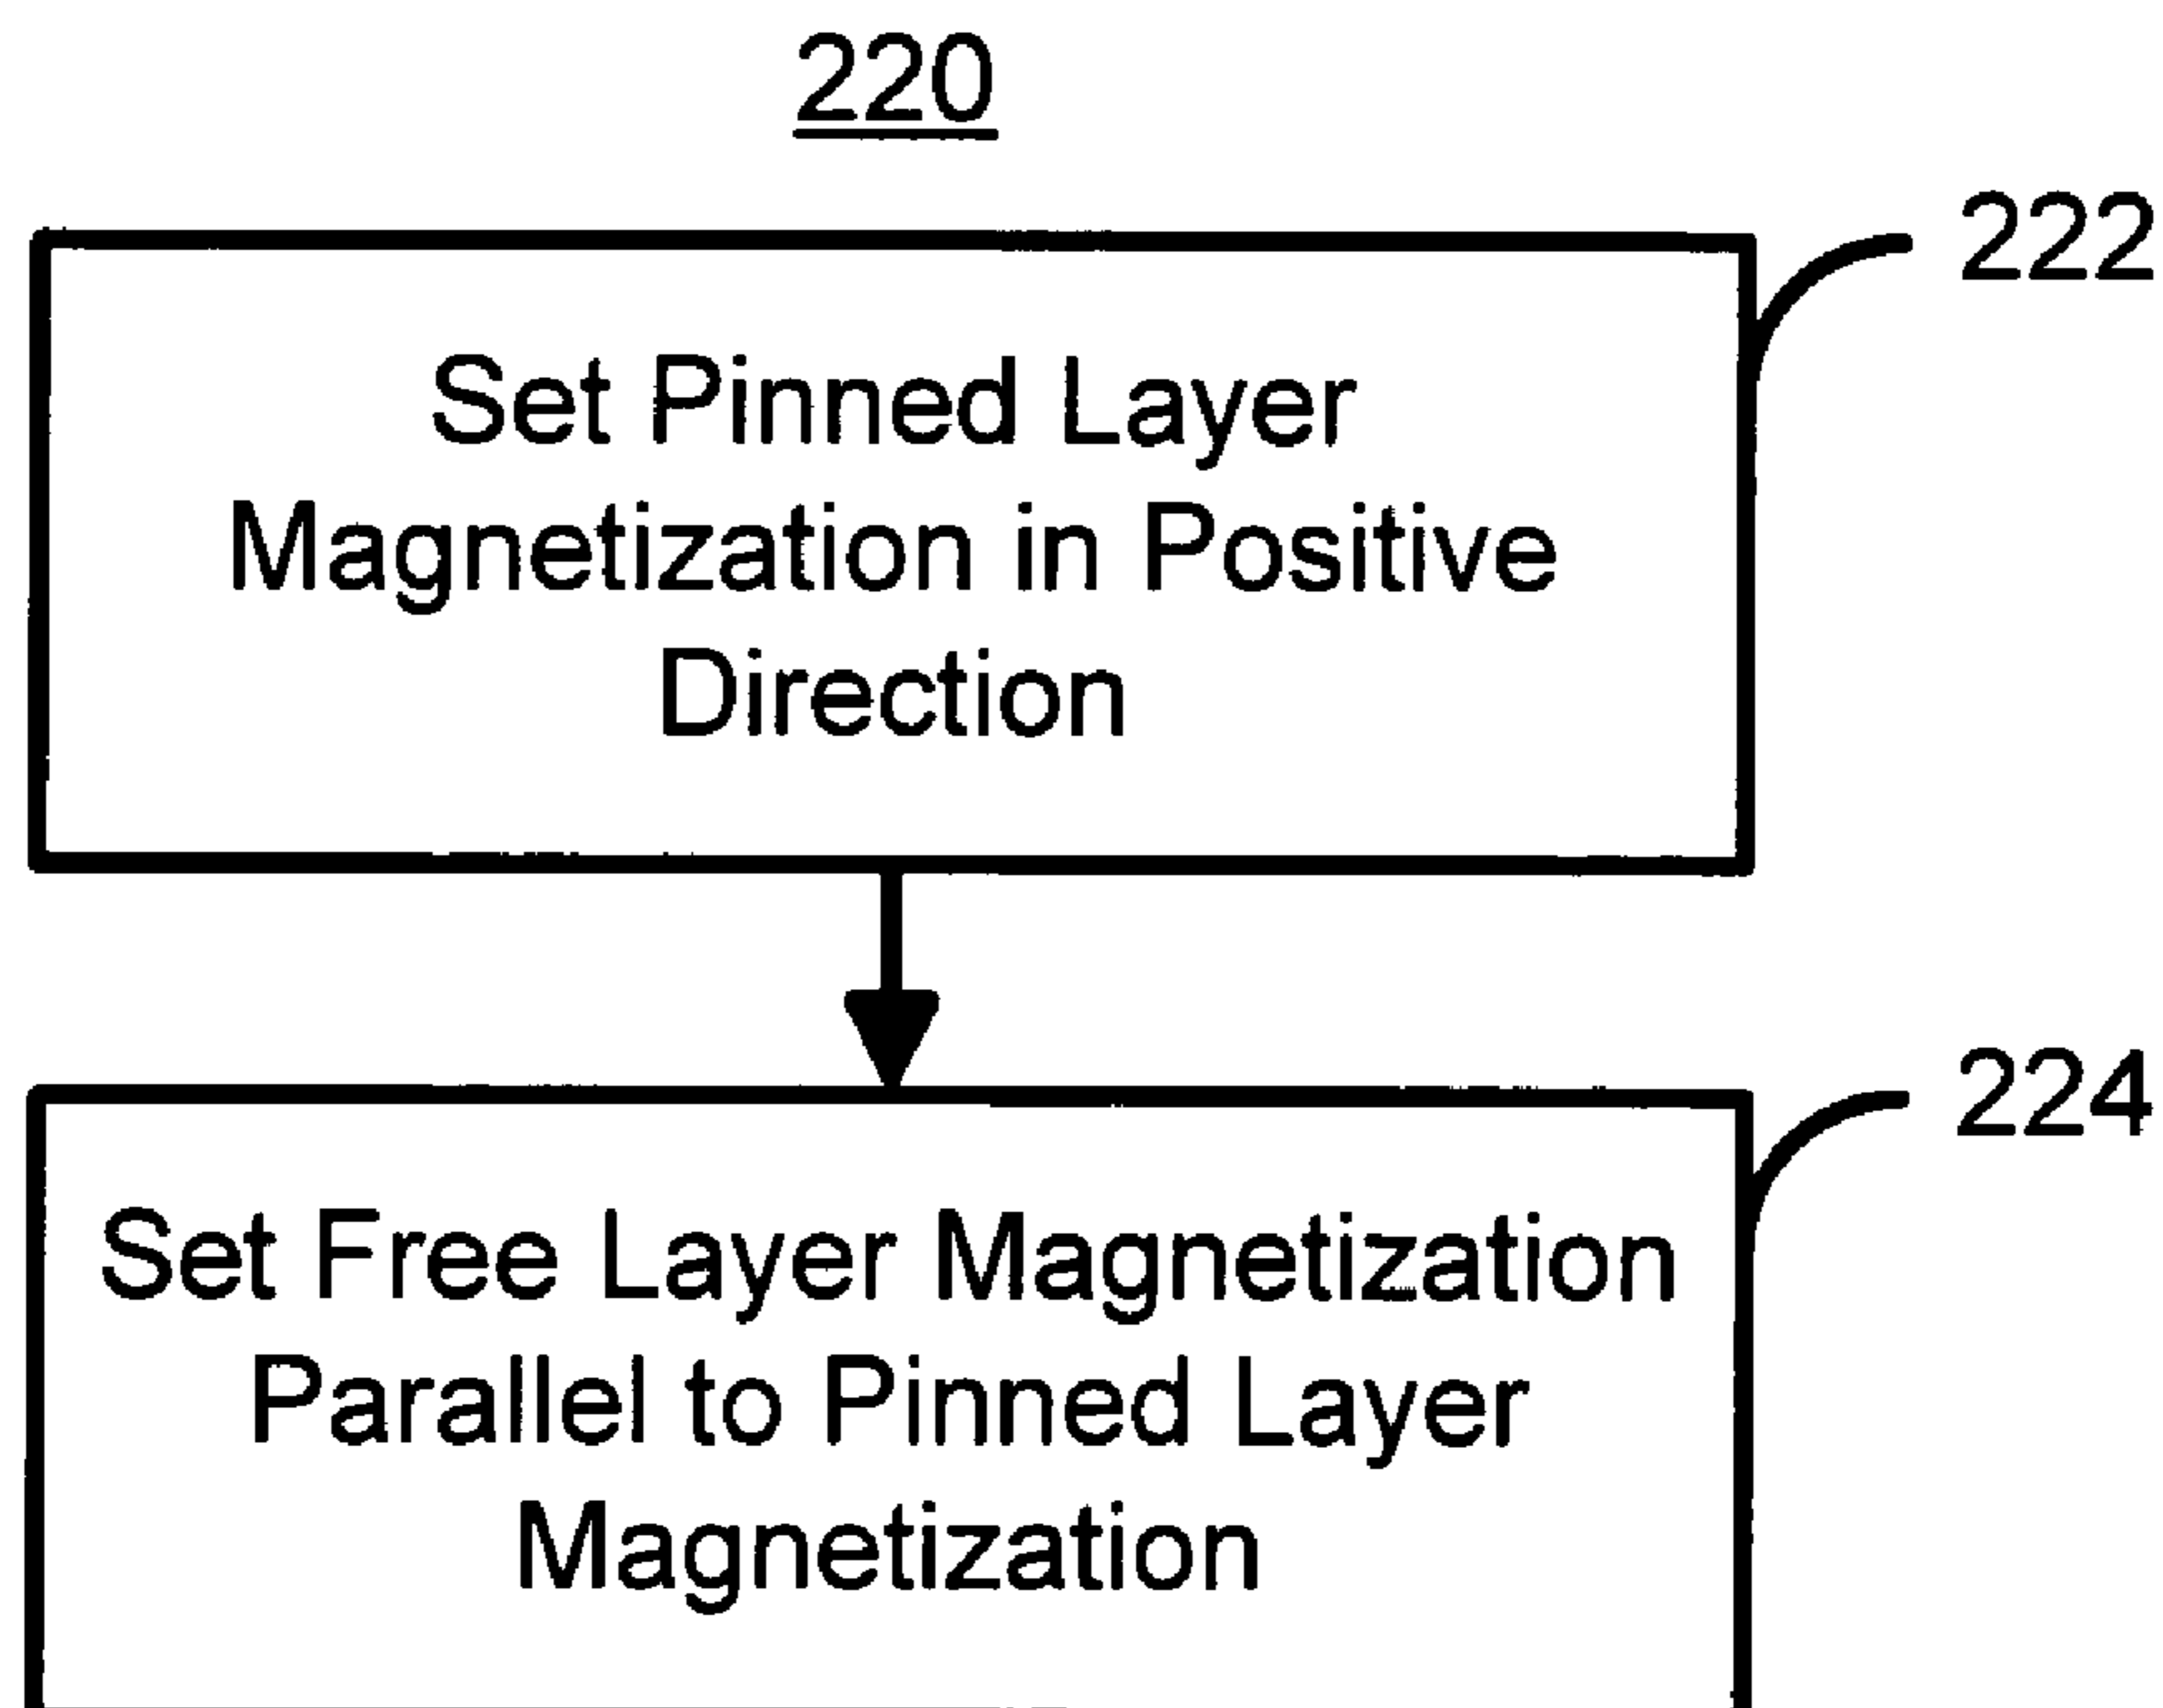 220
222
Set Pinned Layer
Magnetization in Positive
Direction
224
Set Free Layer Magnetization
Parallel to Pinned Layer
Magnetization